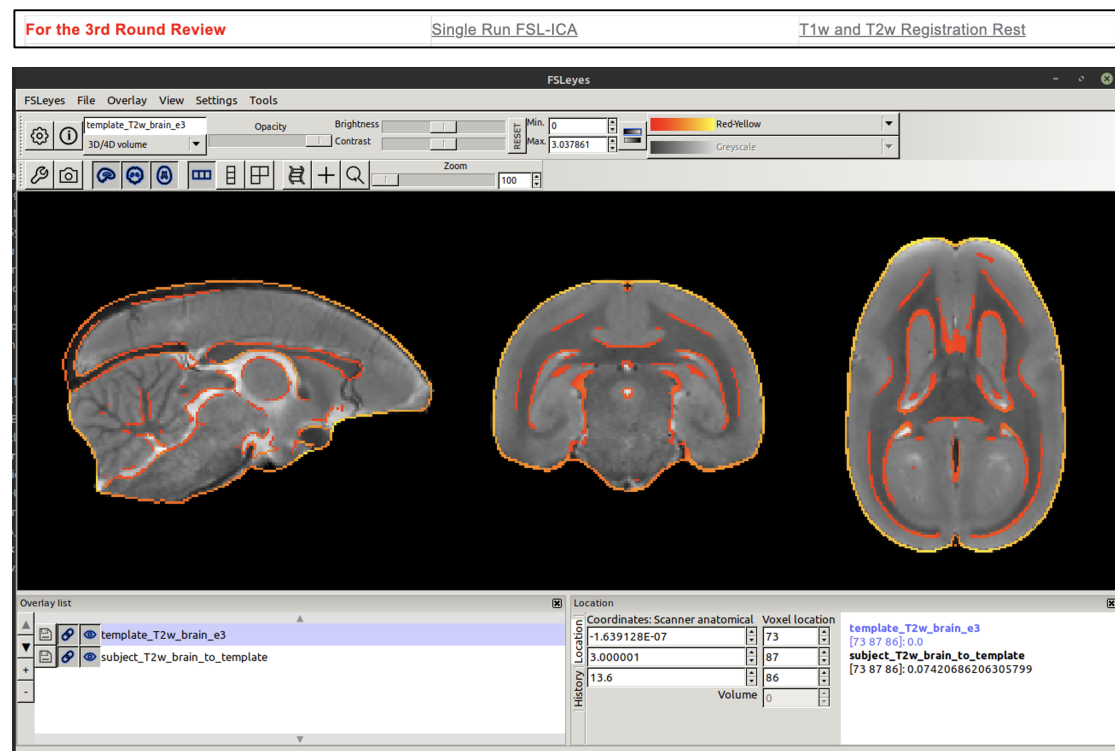 For the 3rd Round Review Single Run FSL-ICA T1w and T2w Registration Rest
FSLeyes
FSLeyes File Overlay View Settings Tools
template_T2w_brain_e3 Opacity Brightness RESET Min. 0 Red-Yellow
3D/4D volume Contrast Max. 3.037861 Greyscale
Zoom
100
Overlay list Location
Coordinates: Scanner anatomical Voxel location
template_T2w_brain_e3 -1.639128E-07 73 template_T2w_brain_e3
[73 87 86]: 0.0
subject_T2w_brain_to_template 3.000001 87 subject_T2w_brain_to_template
13.6 86 [73 87 86]: 0.07420686206305799
Volume 0
Location
History